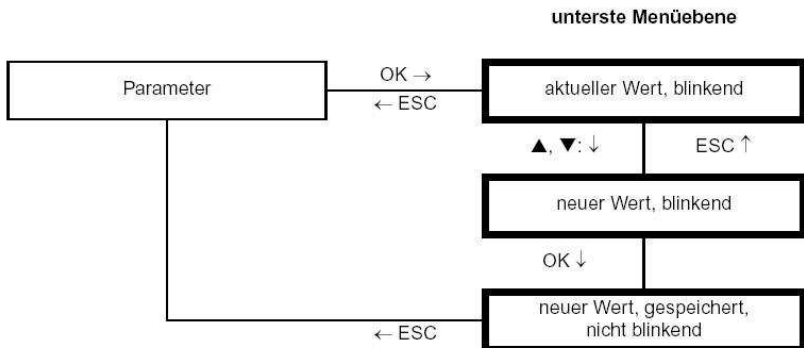 unterste Menüebene
Parameter
OK →
← ESC
aktueller Wert, blinkend
▲, ▼: ↓
ESC ↑
neuer Wert, blinkend
OK ↓
neuer Wert, gespeichert,
nicht blinkend
← ESC